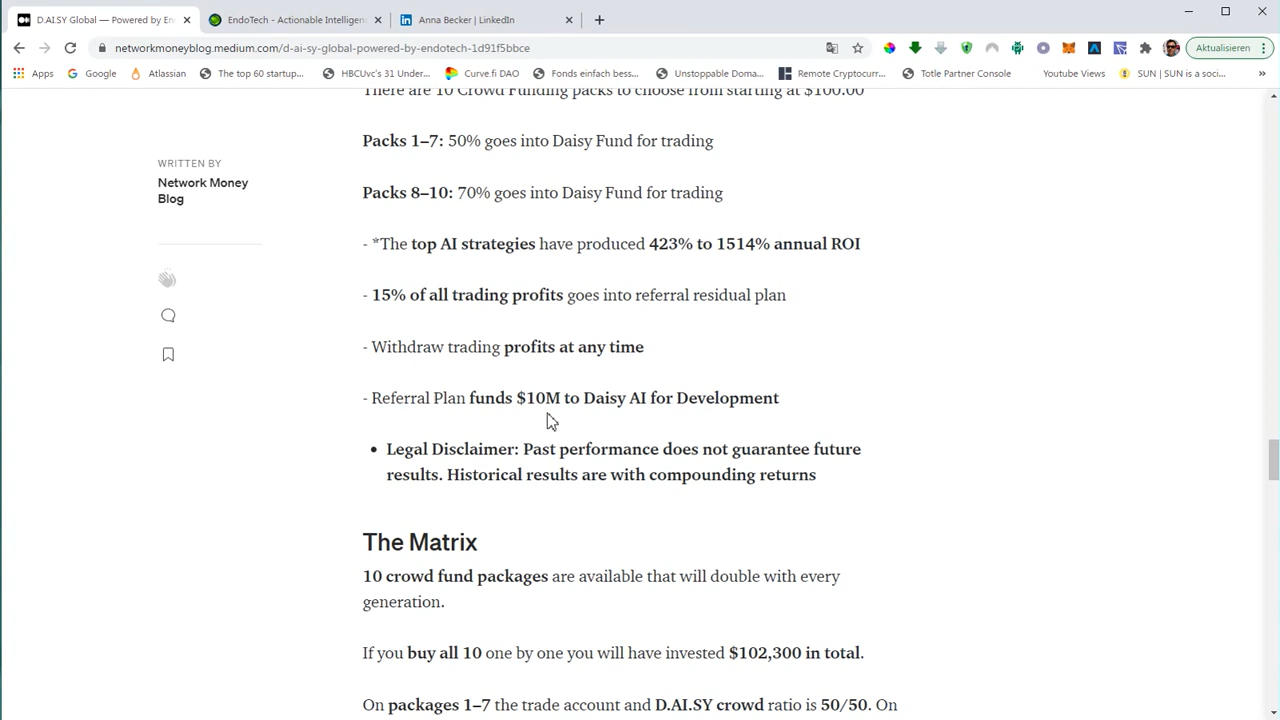 D.AI.SY Global — Powered by En
EndoTech - Actionable Intelligen
Anna Becker | LinkedIn
networkmoneyblog.medium.com/d-ai-sy-global-powered-by-endotech-1d91f5bbce
Aktualisieren
Apps
Google
Atlassian
The top 60 startup...
HBCUvc's 31 Under...
Curve.fi DAO
Fonds einfach bess...
Unstoppable Doma...
Remote Cryptocurr...
Totle Partner Console
Youtube Views
SUN | SUN is a soci...
There are 10 Crowd Funding packs to choose from starting at $100.00
Packs 1–7: 50% goes into Daisy Fund for trading
WRITTEN BY
Network Money
Blog
Packs 8–10: 70% goes into Daisy Fund for trading
- *The top AI strategies have produced 423% to 1514% annual ROI
- 15% of all trading profits goes into referral residual plan
- Withdraw trading profits at any time
- Referral Plan funds $10M to Daisy AI for Development
• Legal Disclaimer: Past performance does not guarantee future
results. Historical results are with compounding returns
The Matrix
10 crowd fund packages are available that will double with every
generation.
If you buy all 10 one by one you will have invested $102,300 in total.
On packages 1–7 the trade account and D.AI.SY crowd ratio is 50/50. On